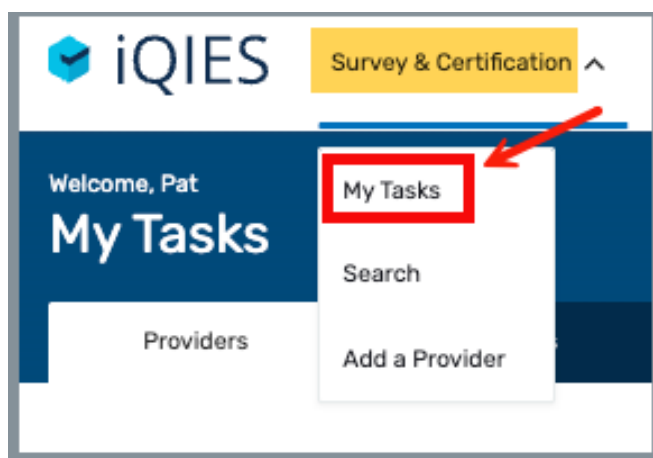 iQIES
Survey & Certification
Welcome, Pat
My Tasks
My Tasks
Search
Providers
Add a Provider